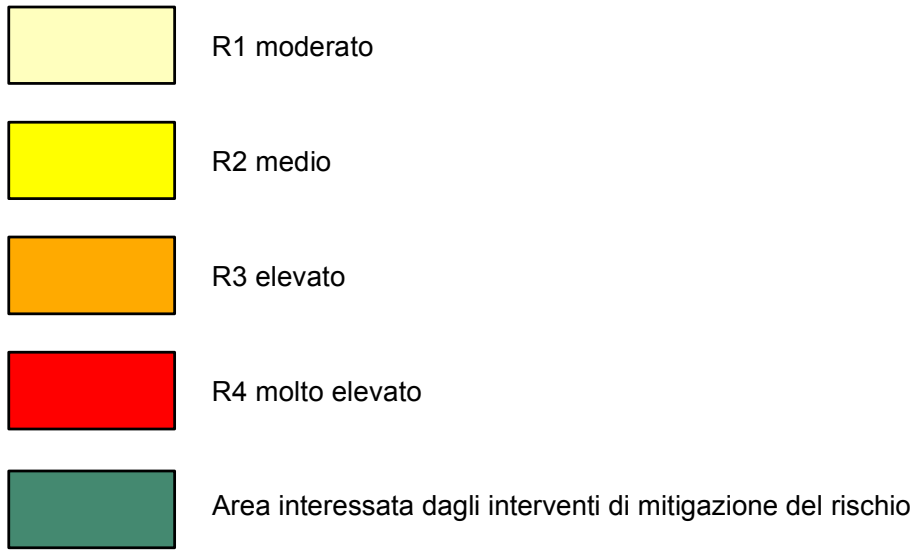 R1 moderato
R2 medio
R3 elevato
R4 molto elevato
Area interessata dagli interventi di mitigazione del rischio